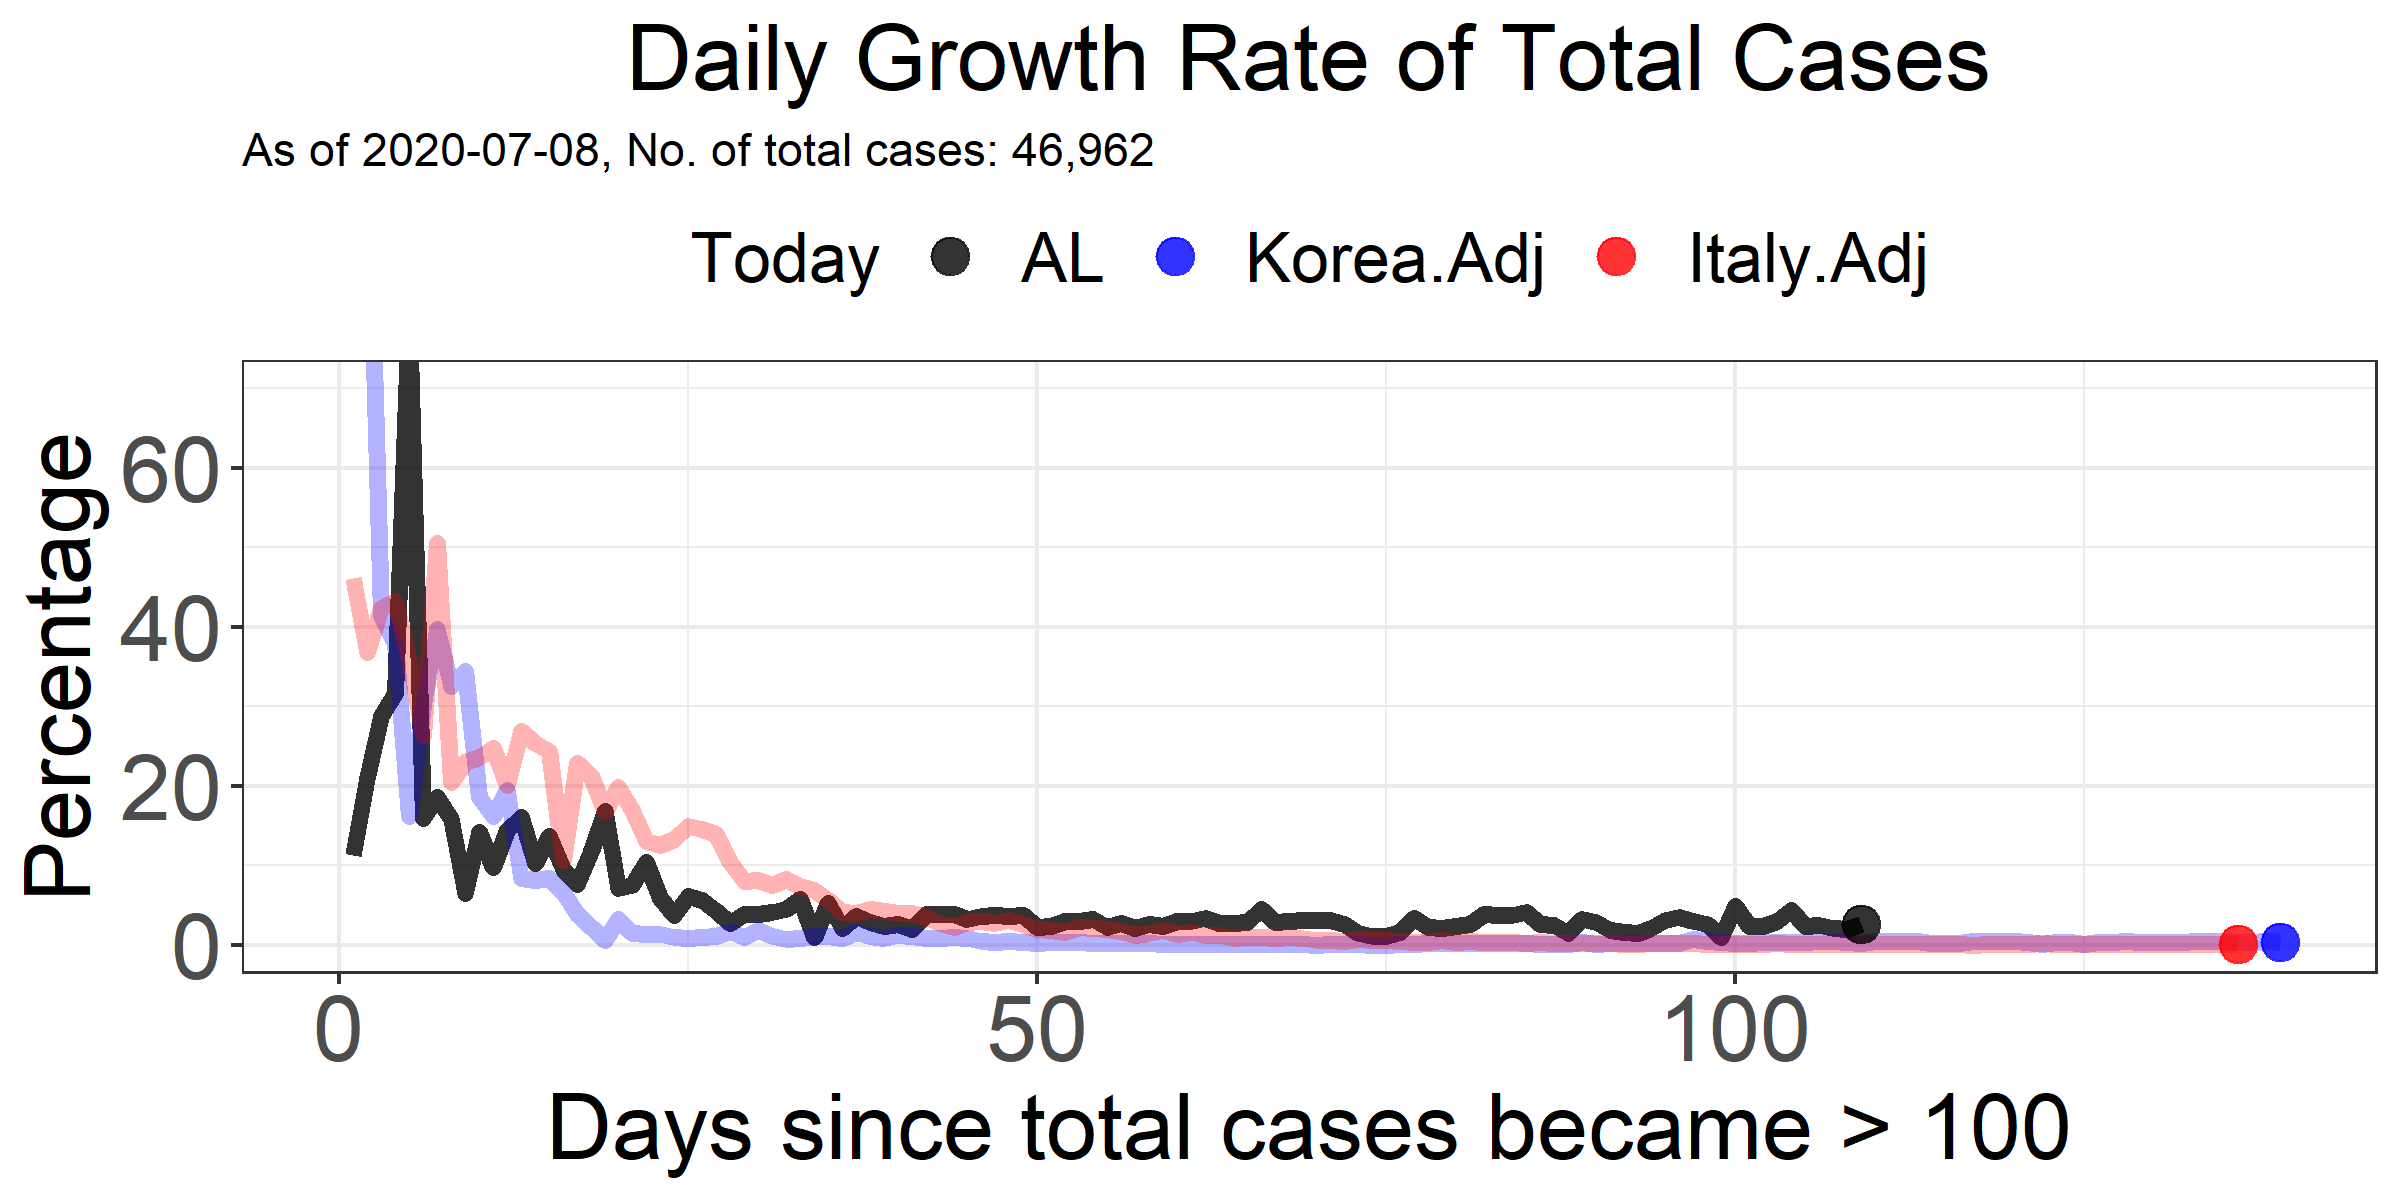 Daily Growth Rate of Total Cases
As of 2020-07-08, No. of total cases: 46,962
Today AL Korea.Adj Italy.Adj
Percentage
60
40
20
0
0 50 100
Days since total cases became > 100